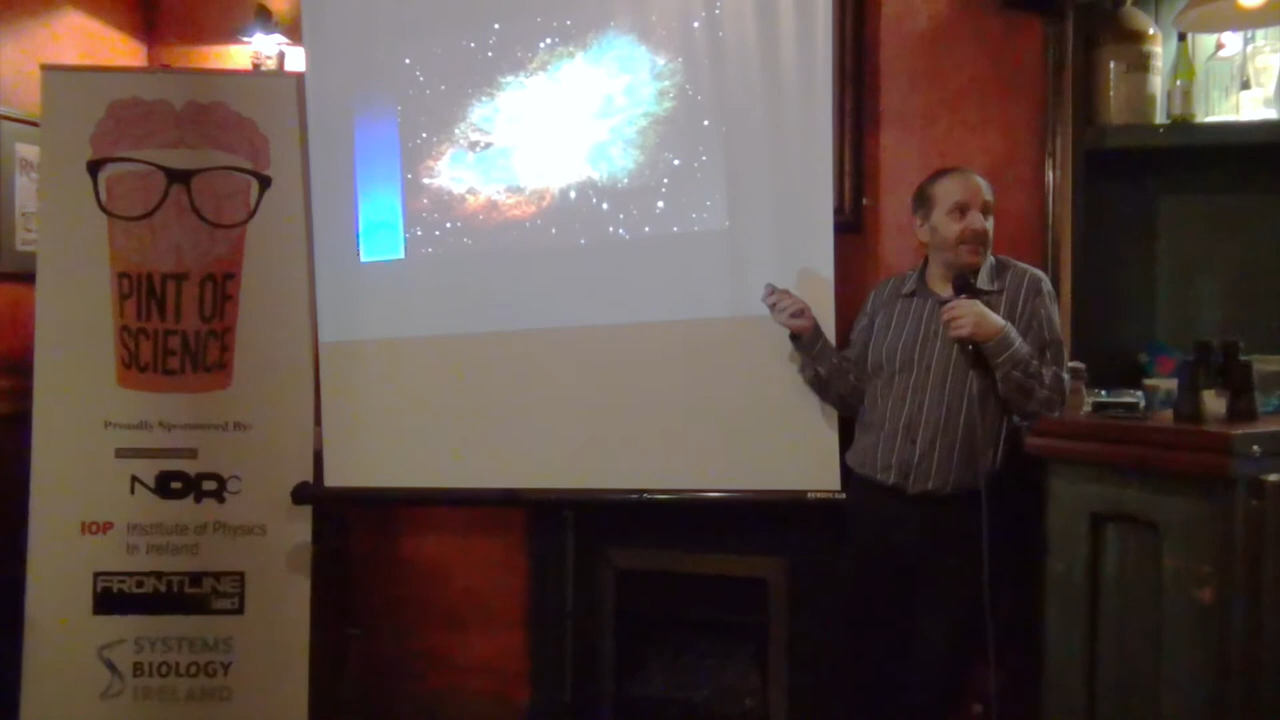 PINT OF
SCIENCE
Proudly Sponsored By:
NDRC
IOP Institute of Physics
In Ireland
FRONTLINE
SYSTEMS
BIOLOGY
IRELAND